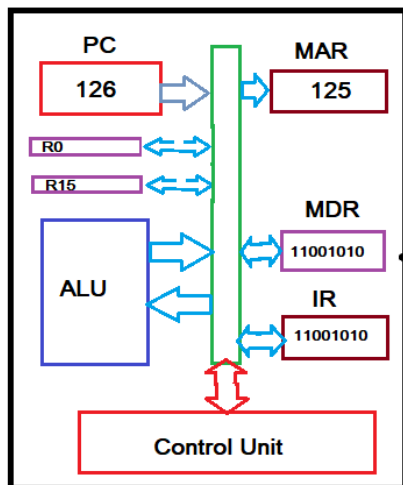 PC
MAR
126
125
R0
R15
MDR
11001010
ALU
IR
11001010
Control Unit